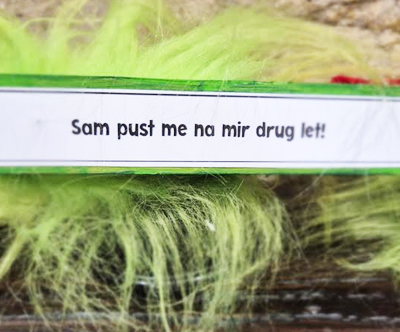 Sam pust me na mir drug let!